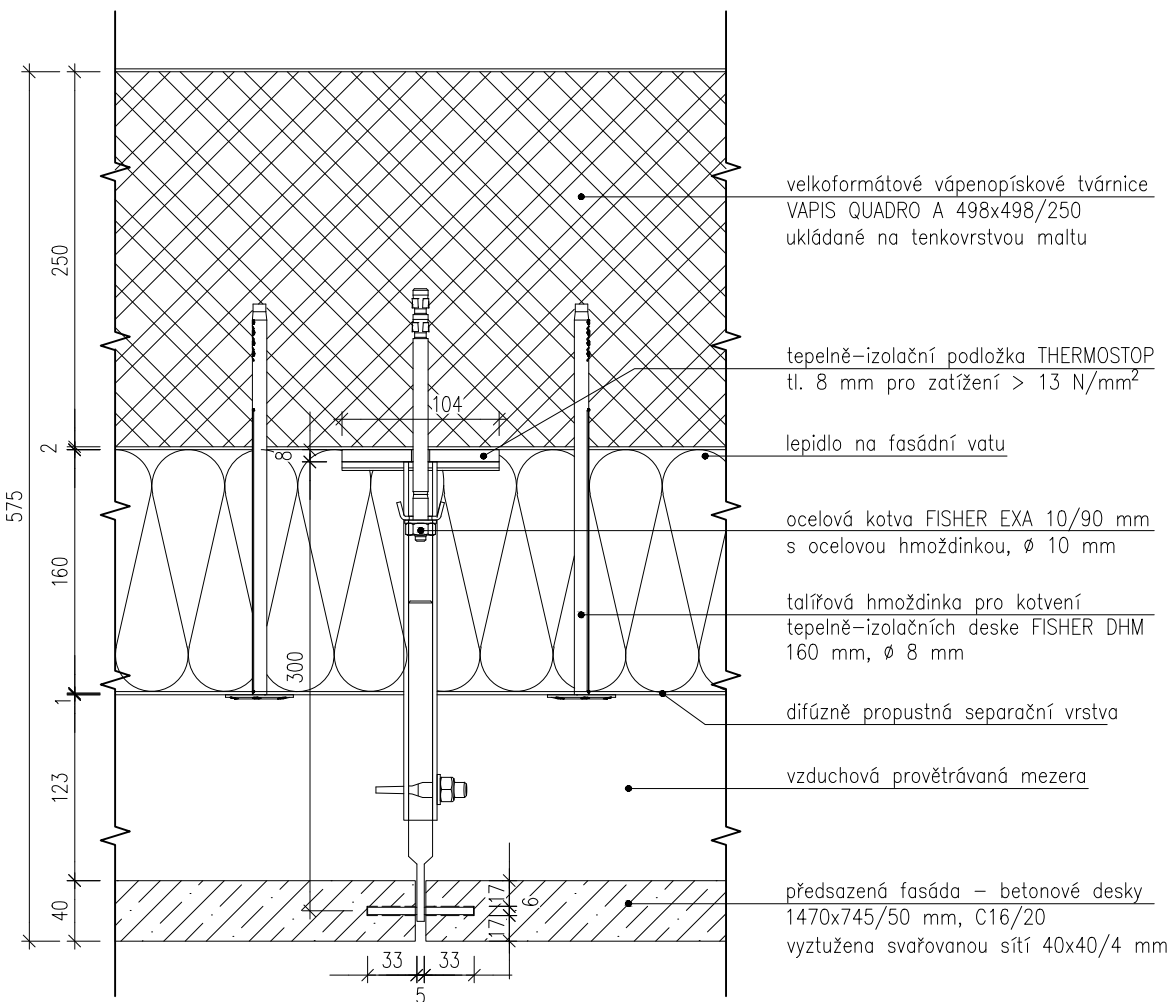 velkoformátové vápenopískové tvárnice
VAPIS QUADRO A 498x498/250
ukládané na tenkovrstvou maltu
tepelně-izolační podložka THERMOSTOP
tl. 8 mm pro zatížení > 13 N/mm²
lepidlo na fasádní vatu
ocelová kotva FISHER EXA 10/90 mm
s ocelovou hmoždinkou, ϕ 10 mm
talířová hmoždinka pro kotvení
tepelně-izolačních deske FISHER DHM
160 mm, ϕ 8 mm
difúzně propustná separační vrstva
vzduchová provětrávaná mezera
předsazená fasáda – betonové desky
1470x745/50 mm, C16/20
vyztužena svařovanou sítí 40x40/4 mm
575
250
2
160
1
123
40
104
8
300
17
6
17
33
33
5